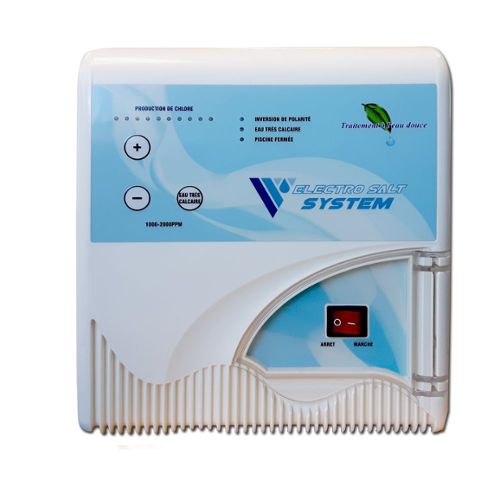 PRODUCTION DE CHLORE
INVERSION DE POLARITÉ
EAU TRÈS CALCAIRE
PISCINE FERMÉE
Traitement à l'eau douce
+
−
EAU TRÈS
CALCAIRE
1000-2000PPM
ELECTRO SALT
SYSTEM
ARRET
MARCHE